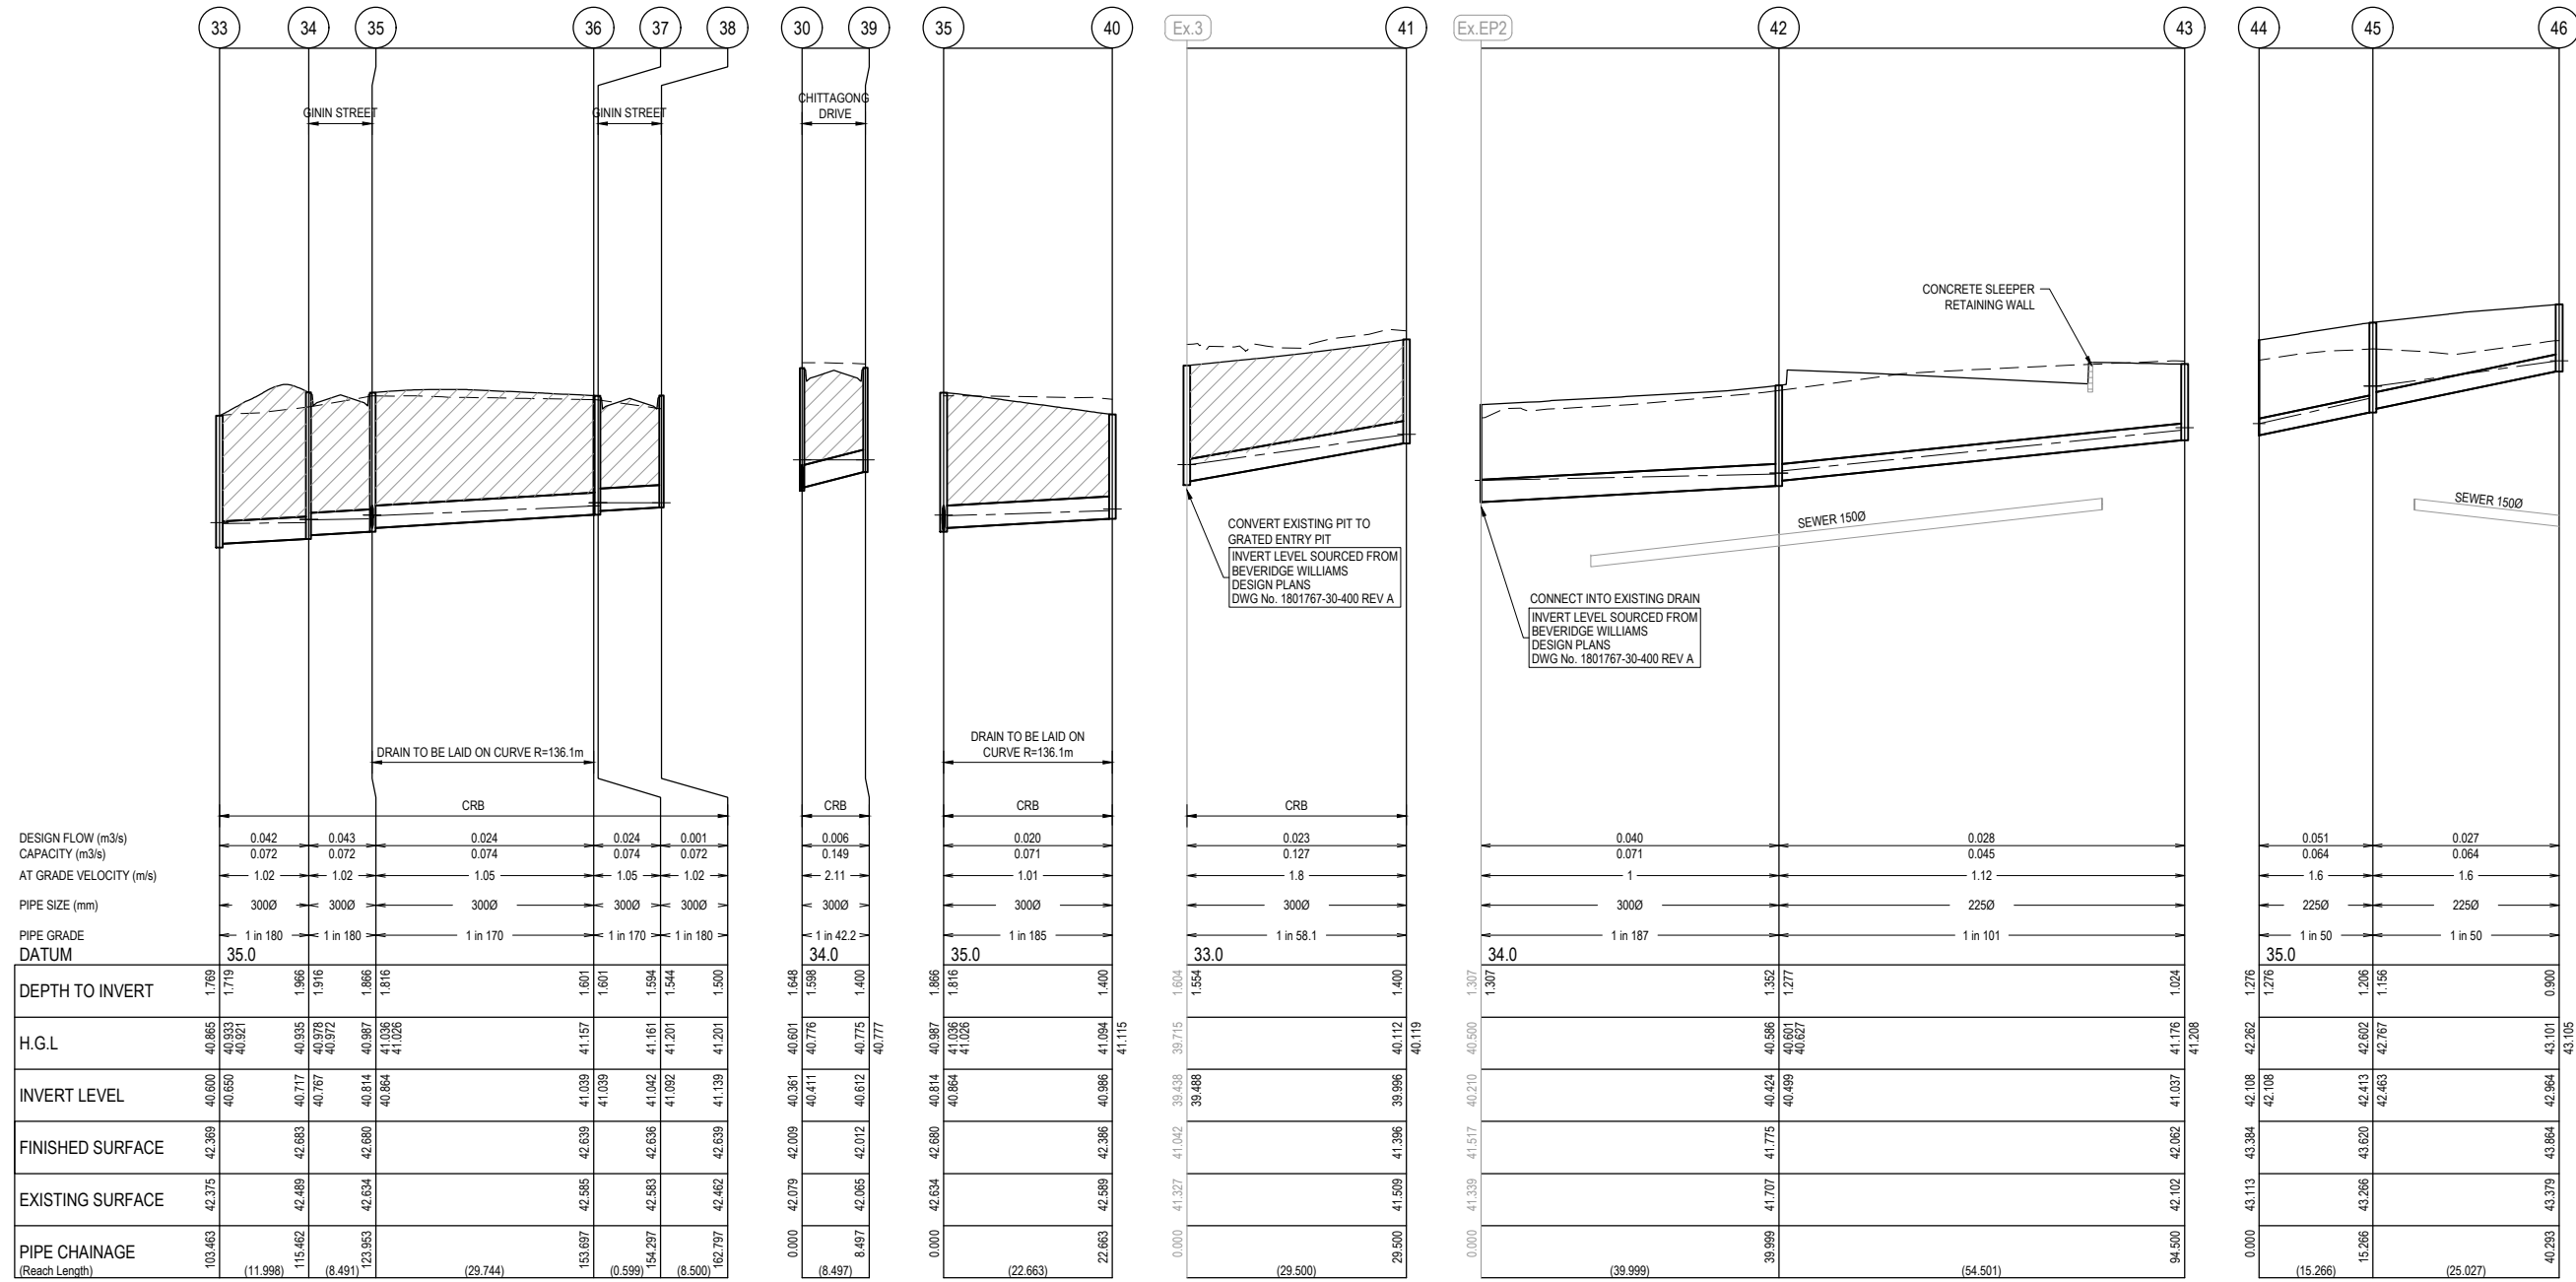 33 34 35 36 37 38 30 39 35 40 Ex.3 41 Ex.EP2 42 43 44 45 46
GININ STREET
GININ STREET
CHITTAGONG
DRIVE
CONCRETE SLEEPER
RETAINING WALL
CONVERT EXISTING PIT TO
GRATED ENTRY PIT
INVERT LEVEL SOURCED FROM
BEVERIDGE WILLIAMS
DESIGN PLANS
DWG No. 1801767-30-400 REV A
SEWER 150Ø
SEWER 150Ø
CONNECT INTO EXISTING DRAIN
INVERT LEVEL SOURCED FROM
BEVERIDGE WILLIAMS
DESIGN PLANS
DWG No. 1801767-30-400 REV A
DRAIN TO BE LAID ON CURVE R=136.1m
DRAIN TO BE LAID ON
CURVE R=136.1m
CRB CRB CRB CRB
DESIGN FLOW (m3/s) 0.042 0.043 0.024 0.024 0.001 0.006 0.020 0.023 0.040 0.028 0.051 0.027
CAPACITY (m3/s) 0.072 0.072 0.074 0.074 0.072 0.149 0.071 0.127 0.071 0.045 0.064 0.064
AT GRADE VELOCITY (m/s) 1.02 1.02 1.05 1.05 1.02 2.11 1.01 1.8 1 1.12 1.6 1.6
PIPE SIZE (mm) 300Ø 300Ø 300Ø 300Ø 300Ø 300Ø 300Ø 300Ø 300Ø 225Ø 225Ø 225Ø
PIPE GRADE 1 in 180 1 in 180 1 in 170 1 in 170 1 in 180 1 in 42.2 1 in 185 1 in 58.1 1 in 187 1 in 101 1 in 50 1 in 50
DATUM 35.0 34.0 35.0 33.0 34.0 35.0
DEPTH TO INVERT 1.769 1.719 1.966 1.916 1.866 1.816 1.601 1.601 1.594 1.544 1.500 1.648 1.598 1.400 1.866 1.816 1.400 1.604 1.554 1.400 1.307 1.307 1.352 1.277 1.024 1.276 1.276 1.206 1.156 0.900
H.G.L 40.865 40.933 40.921 40.935 40.978 40.972 40.987 41.036 41.026 41.157 41.161 41.201 41.201 40.601 40.776 40.775 40.777 40.987 41.036 41.026 41.094 41.115 39.715 40.112 40.119 40.500 40.586 40.601 40.627 41.176 41.208 42.262 42.602 42.767 43.101 43.105
INVERT LEVEL 40.600 40.650 40.717 40.767 40.814 40.864 41.039 41.039 41.042 41.092 41.139 40.361 40.411 40.612 40.814 40.864 40.986 39.438 39.488 39.996 40.210 40.424 40.499 41.037 42.108 42.108 42.413 42.463 42.964
FINISHED SURFACE 42.369 42.683 42.680 42.639 42.636 42.639 42.009 42.012 42.680 42.386 41.042 41.396 41.517 41.775 42.062 43.384 43.620 43.864
EXISTING SURFACE 42.375 42.489 42.634 42.585 42.583 42.462 42.079 42.065 42.634 42.589 41.327 41.509 41.339 41.707 42.102 43.113 43.266 43.379
PIPE CHAINAGE 103.463 115.462 123.953 153.697 154.297 162.797 0.000 8.497 0.000 22.663 0.000 29.500 0.000 39.999 94.500 0.000 15.266 40.293
(Reach Length) (11.998) (8.491) (29.744) (0.599) (8.500) (8.497) (22.663) (29.500) (39.999) (54.501) (15.266) (25.027)